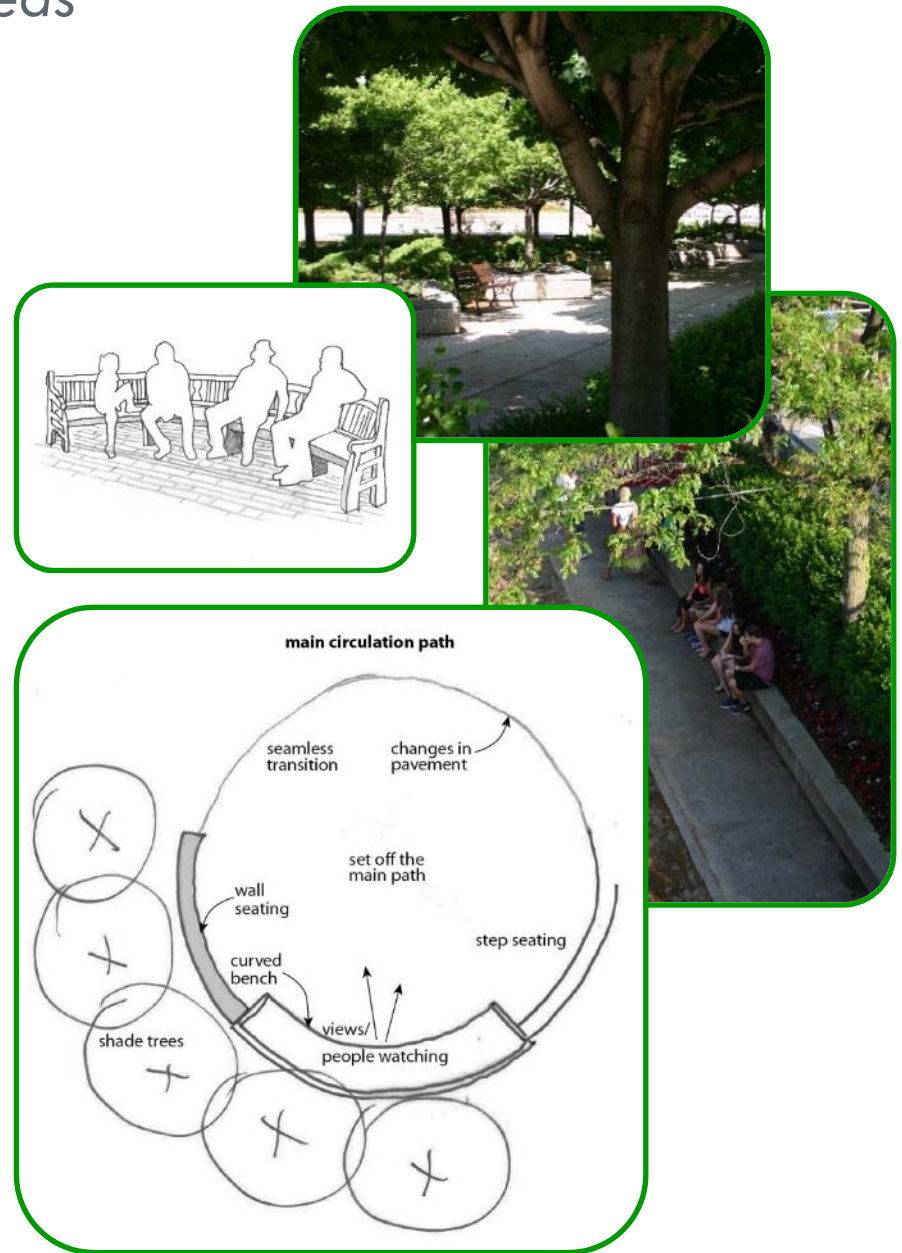 main circulation path
seamless
transition
changes in
pavement
set off the
main path
wall
seating
step seating
curved
bench
views/
people watching
shade trees